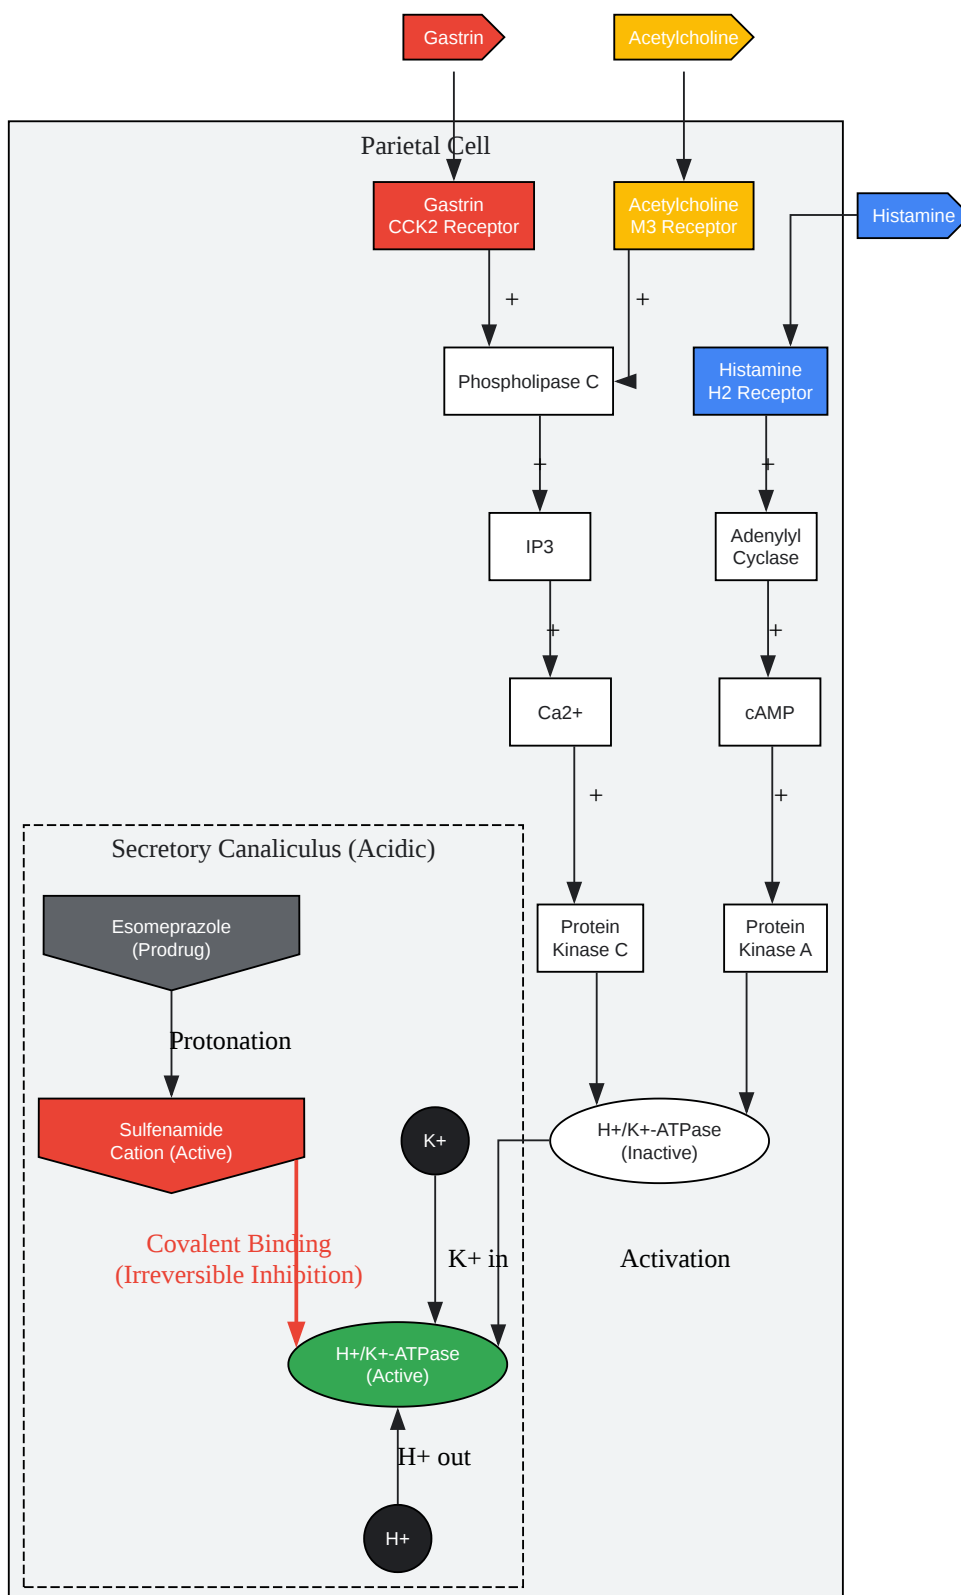 Gastrin
Acetylcholine
Parietal Cell
Gastrin
CCK2 Receptor
Acetylcholine
M3 Receptor
Histamine
+
+
Phospholipase C
Histamine
H2 Receptor
+
+
IP3
Adenylyl
Cyclase
+
+
Ca2+
cAMP
+
+
Secretory Canaliculus (Acidic)
Esomeprazole
(Prodrug)
Protein
Kinase C
Protein
Kinase A
Protonation
Sulfenamide
Cation (Active)
K+
H+/K+-ATPase
(Inactive)
Covalent Binding
(Irreversible Inhibition)
K+ in
Activation
H+/K+-ATPase
(Active)
H+ out
H+